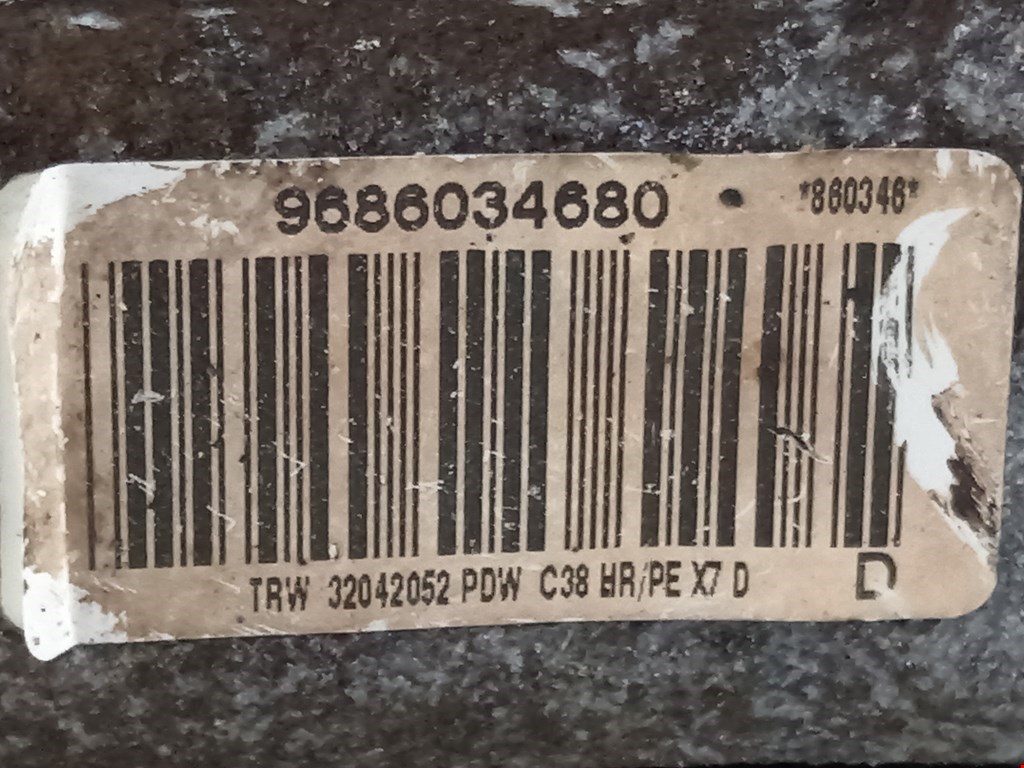 9686034680 • *860346*
TRW 32042052 PDW C38 HR/PE X7 D
D